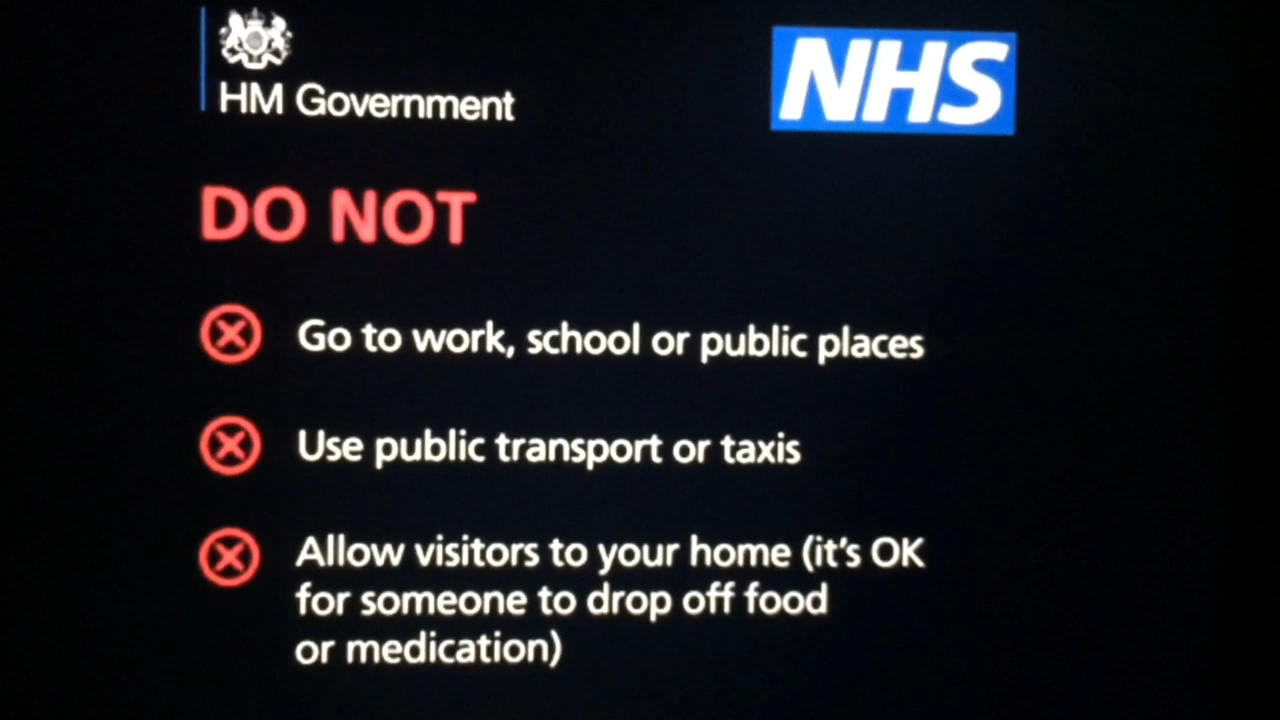 HM Government
NHS
DO NOT
Go to work, school or public places
Use public transport or taxis
Allow visitors to your home (it's OK
for someone to drop off food
or medication)